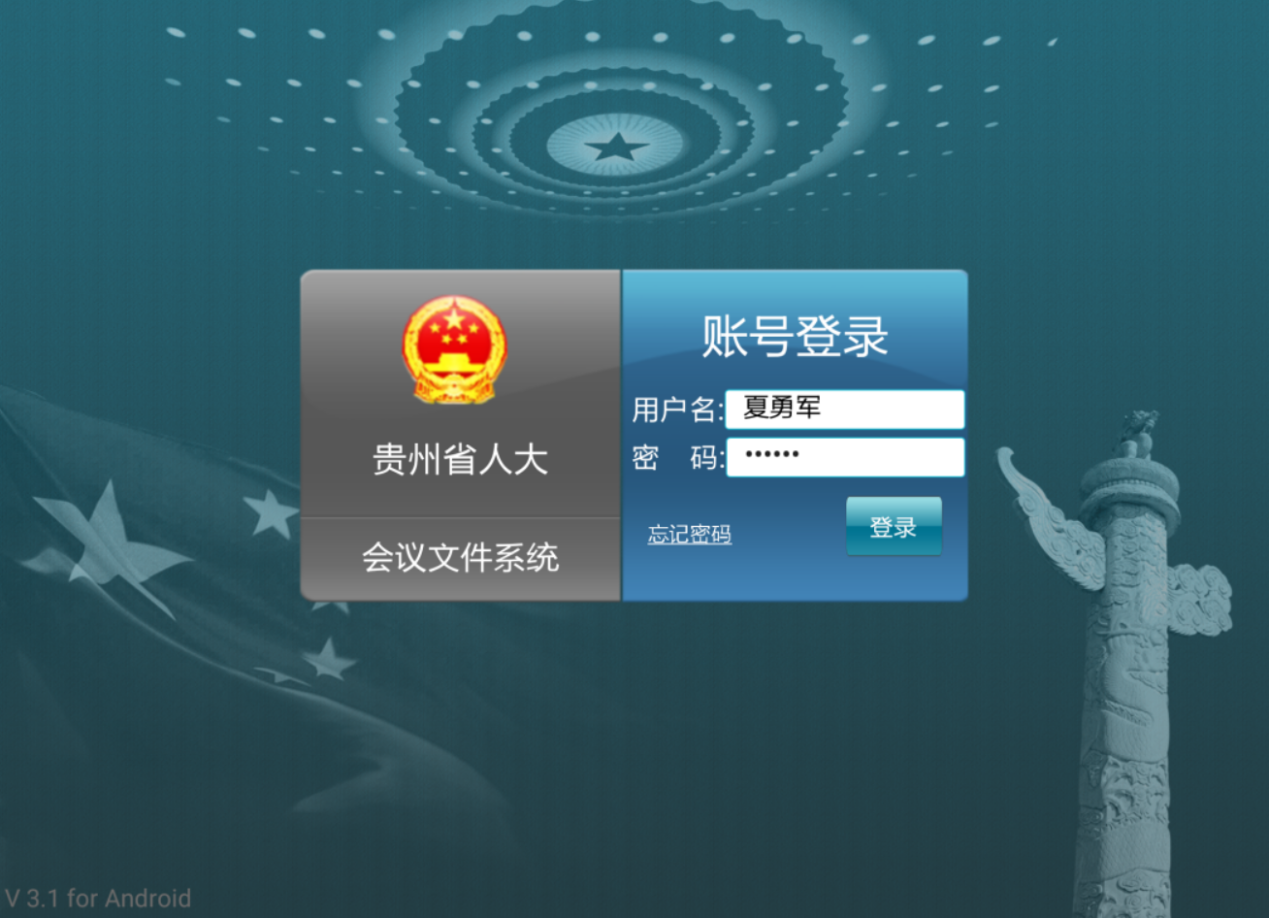 贵州省人大
会议文件系统
账号登录
用户名: 夏勇军
密 码: ••••••
忘记密码
登录
V 3.1 for Android